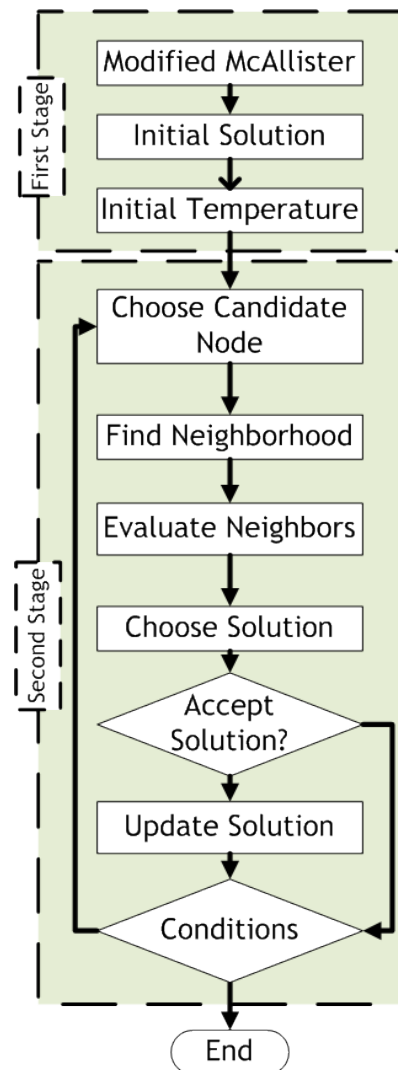 First Stage
Modified McAllister
Initial Solution
Initial Temperature
Second Stage
Choose Candidate
Node
Find Neighborhood
Evaluate Neighbors
Choose Solution
Accept
Solution?
Update Solution
Conditions
End